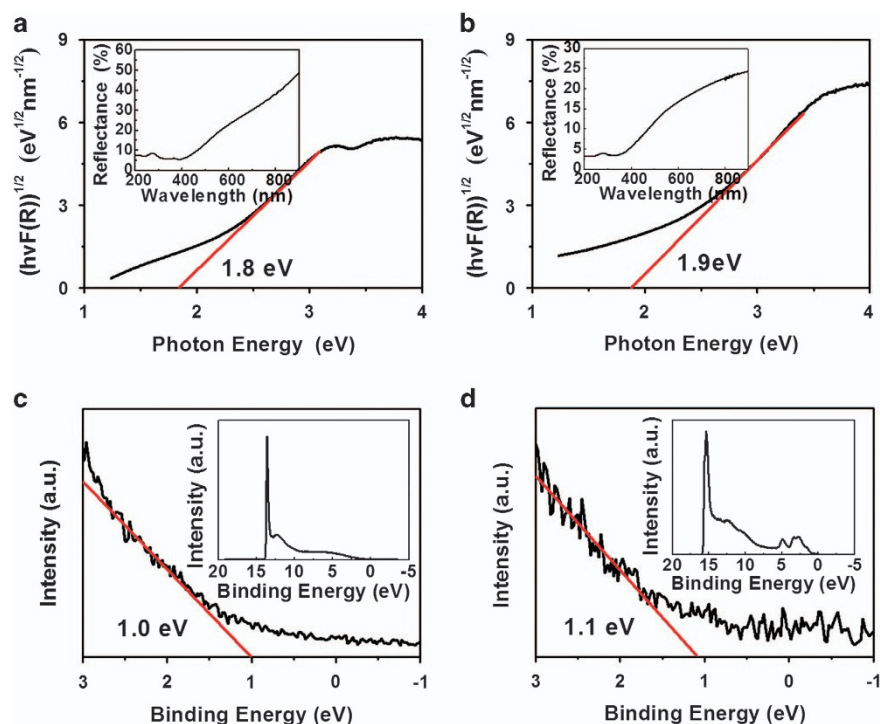 a
(hvF(R))^1/2 (eV^1/2nm^-1/2)
9
6
3
0
Reflectance (%)
60
50
40
30
20
10
0
200 400 600 800
Wavelength (nm)
1.8 eV
1 2 3 4
Photon Energy (eV)
b
(hvF(R))^1/2 (eV^1/2nm^-1/2)
9
6
3
0
Reflectance (%)
30
25
20
15
10
5
0
200 400 600 800
Wavelength (nm)
1.9eV
1 2 3 4
Photon Energy (eV)
c
Intensity (a.u.)
Intensity (a.u.)
20 15 10 5 0 -5
Binding Energy (eV)
1.0 eV
3 2 1 0 -1
Binding Energy (eV)
d
Intensity (a.u.)
Intensity (a.u.)
20 15 10 5 0 -5
Binding Energy (eV)
1.1 eV
3 2 1 0 -1
Binding Energy (eV)